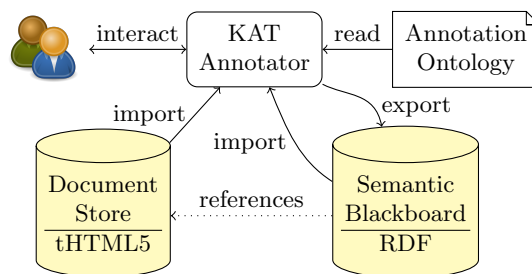 interact
KAT
Annotator
read
Annotation
Ontology
import
import
export
Document
Store
tHTML5
references
Semantic
Blackboard
RDF